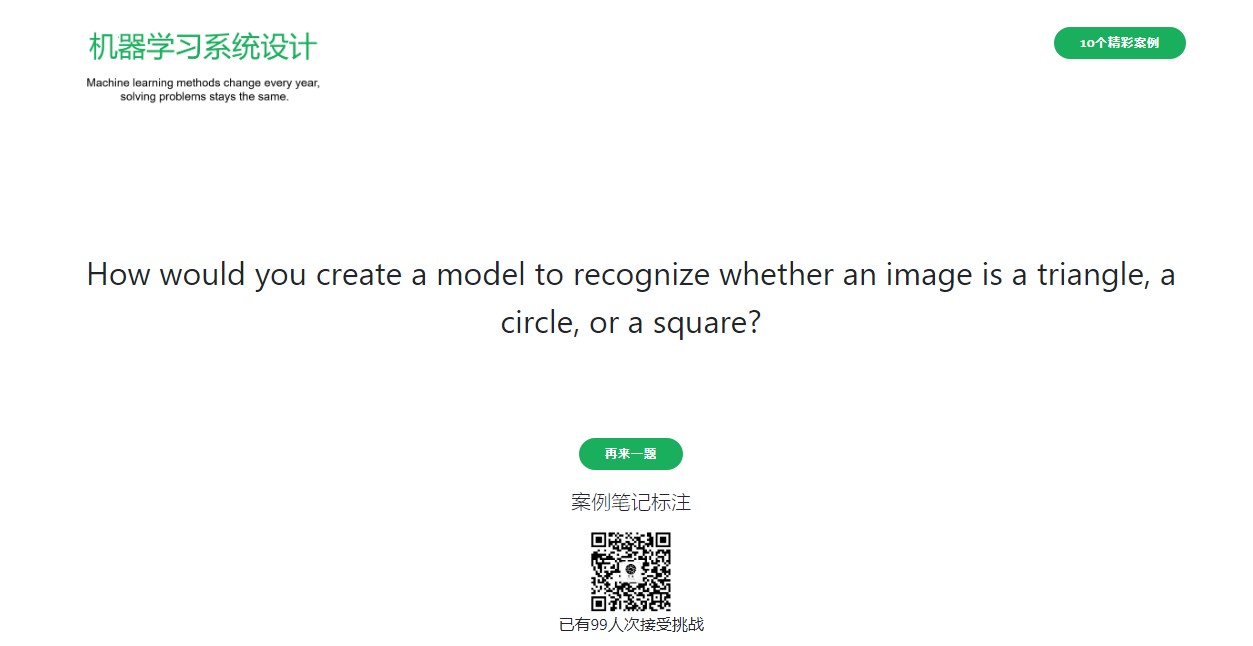 机器学习系统设计
10个精彩案例
Machine learning methods change every year,
solving problems stays the same.
How would you create a model to recognize whether an image is a triangle, a
circle, or a square?
再来一题
案例笔记标注
已有99人次接受挑战